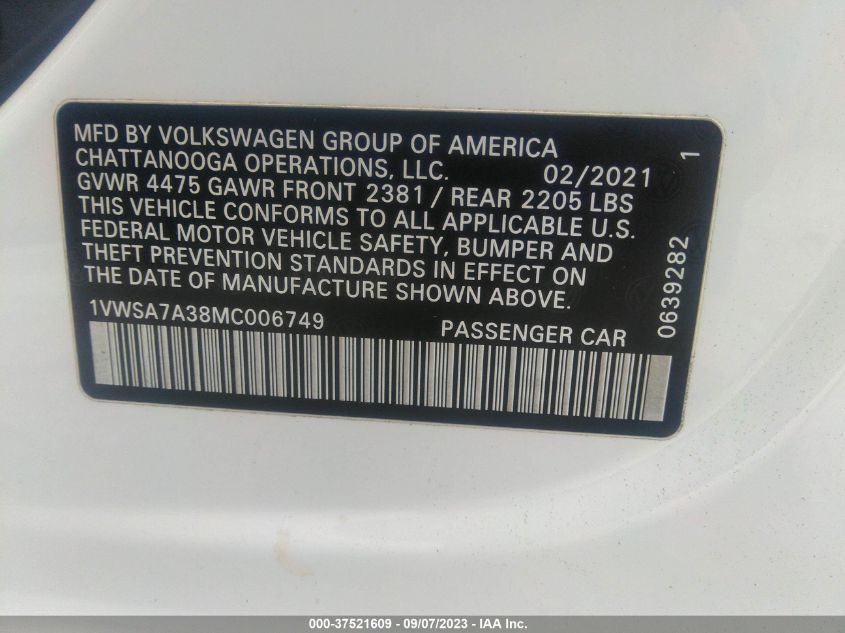 MFD BY VOLKSWAGEN GROUP OF AMERICA
CHATTANOOGA OPERATIONS, LLC. 02/2021 1
GVWR 4475 GAWR FRONT 2381 / REAR 2205 LBS
THIS VEHICLE CONFORMS TO ALL APPLICABLE U.S.
FEDERAL MOTOR VEHICLE SAFETY, BUMPER AND
THEFT PREVENTION STANDARDS IN EFFECT ON
THE DATE OF MANUFACTURE SHOWN ABOVE.
1VWSA7A38MC006749 PASSENGER CAR
0639282
000-37521609 - 09/07/2023 - IAA Inc.